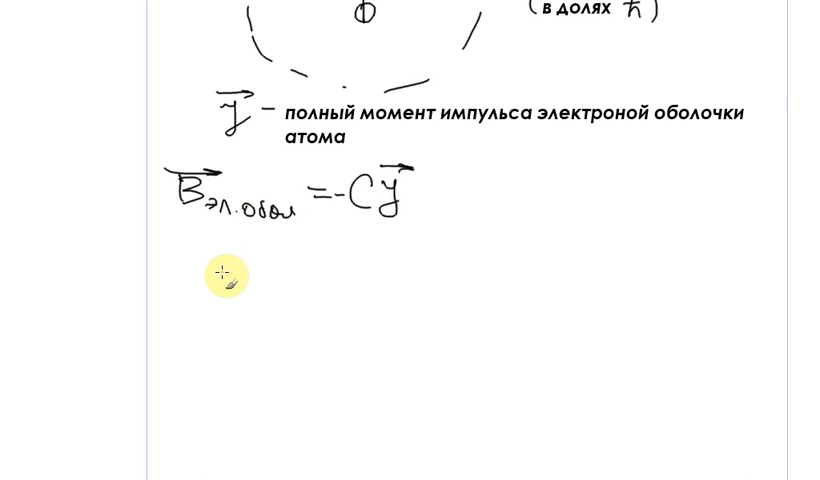 (в долях ħ)
J⃗ – полный момент импульса электроной оболочки
атома
B⃗эл.обол = -CJ⃗